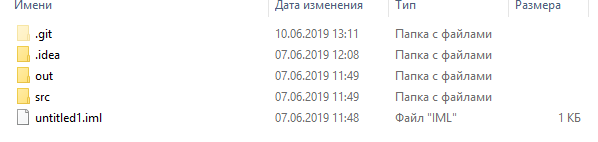 Имени Дата изменения Тип Размера
.git 10.06.2019 13:11 Папка с файлами
.idea 07.06.2019 12:08 Папка с файлами
out 07.06.2019 11:49 Папка с файлами
src 07.06.2019 11:49 Папка с файлами
untitled1.iml 07.06.2019 11:48 Файл "IML" 1 КБ